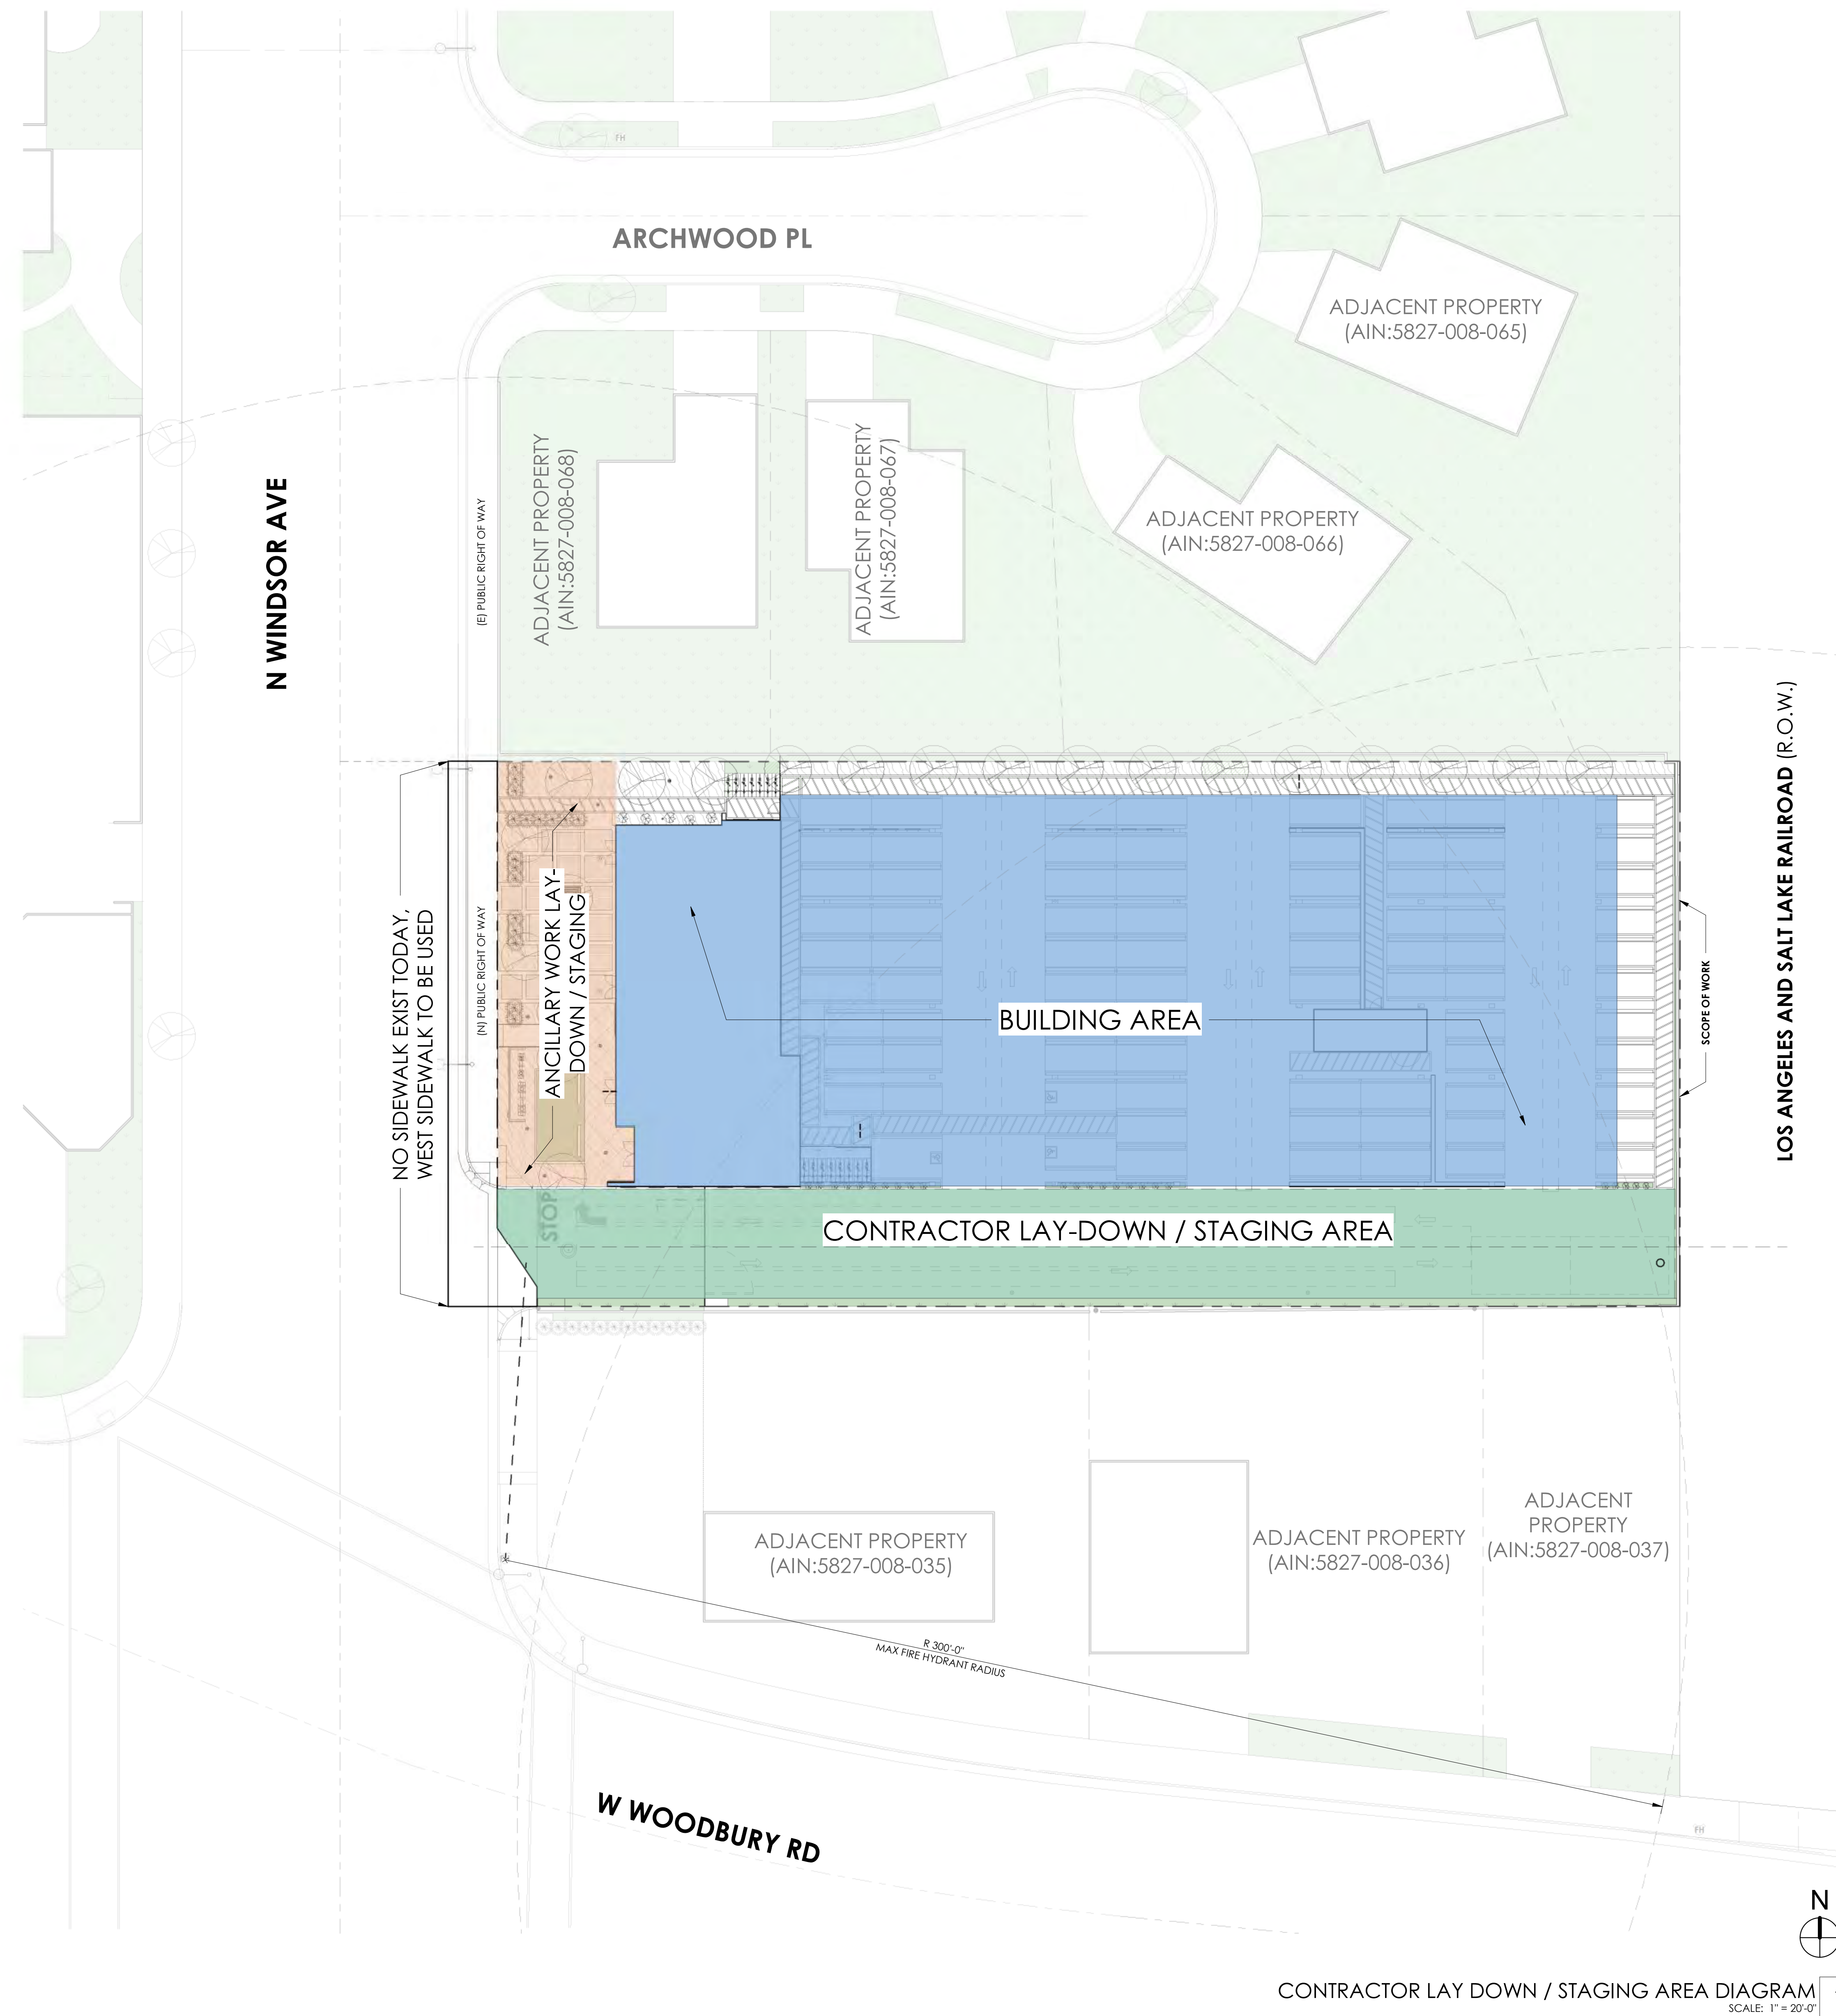 FH
ARCHWOOD PL
ADJACENT PROPERTY
(AIN:5827-008-065)
N WINDSOR AVE
(E) PUBLIC RIGHT OF WAY
ADJACENT PROPERTY
(AIN:5827-008-068)
ADJACENT PROPERTY
(AIN:5827-008-067)
ADJACENT PROPERTY
(AIN:5827-008-066)
LOS ANGELES AND SALT LAKE RAILROAD (R.O.W.)
NO SIDEWALK EXIST TODAY,
WEST SIDEWALK TO BE USED
(N) PUBLIC RIGHT OF WAY
ANCILLARY WORK LAY-
DOWN / STAGING
BUILDING AREA
SCOPE OF WORK
STOP
CONTRACTOR LAY-DOWN / STAGING AREA
ADJACENT PROPERTY
(AIN:5827-008-035)
ADJACENT PROPERTY
(AIN:5827-008-036)
ADJACENT
PROPERTY
(AIN:5827-008-037)
R 300'-0"
MAX FIRE HYDRANT RADIUS
W WOODBURY RD
FH
N
CONTRACTOR LAY DOWN / STAGING AREA DIAGRAM
SCALE: 1" = 20'-0"